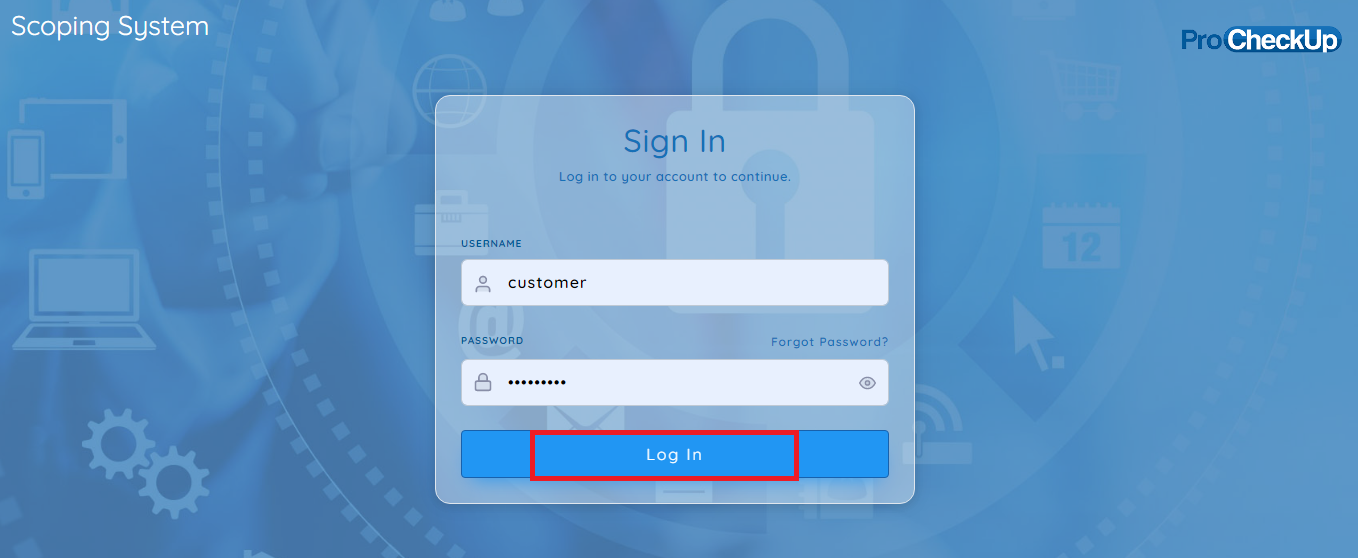 Scoping System
ProCheckUp
Sign In
Log in to your account to continue.
USERNAME
customer
PASSWORD
Forgot Password?
•••••••••
Log In
12